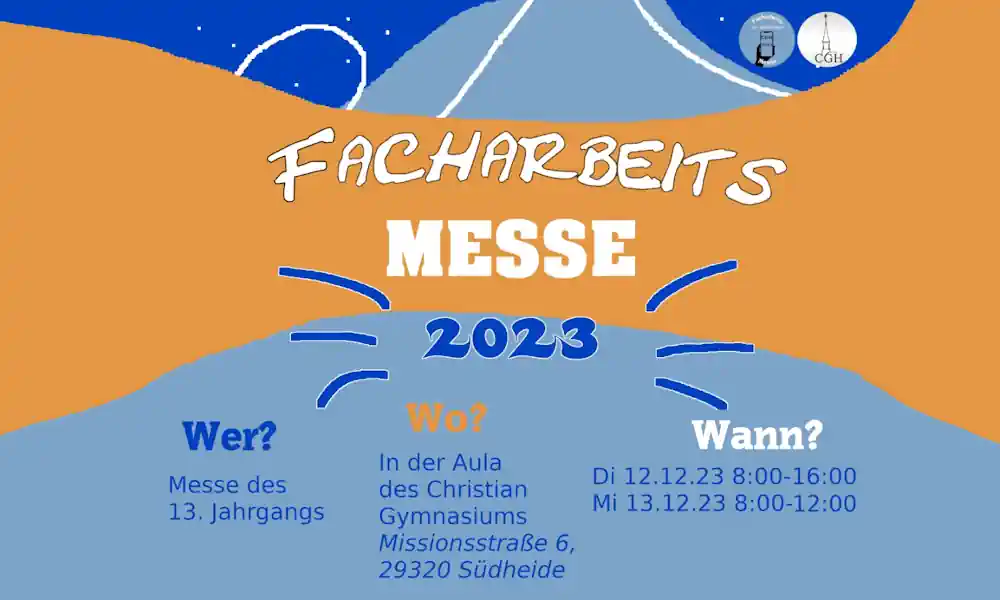 CGH
FACHARBEITS
MESSE
2023
Wer?
Messe des
13. Jahrgangs
Wo?
In der Aula
des Christian
Gymnasiums
Missionsstraße 6,
29320 Südheide
Wann?
Di 12.12.23 8:00-16:00
Mi 13.12.23 8:00-12:00